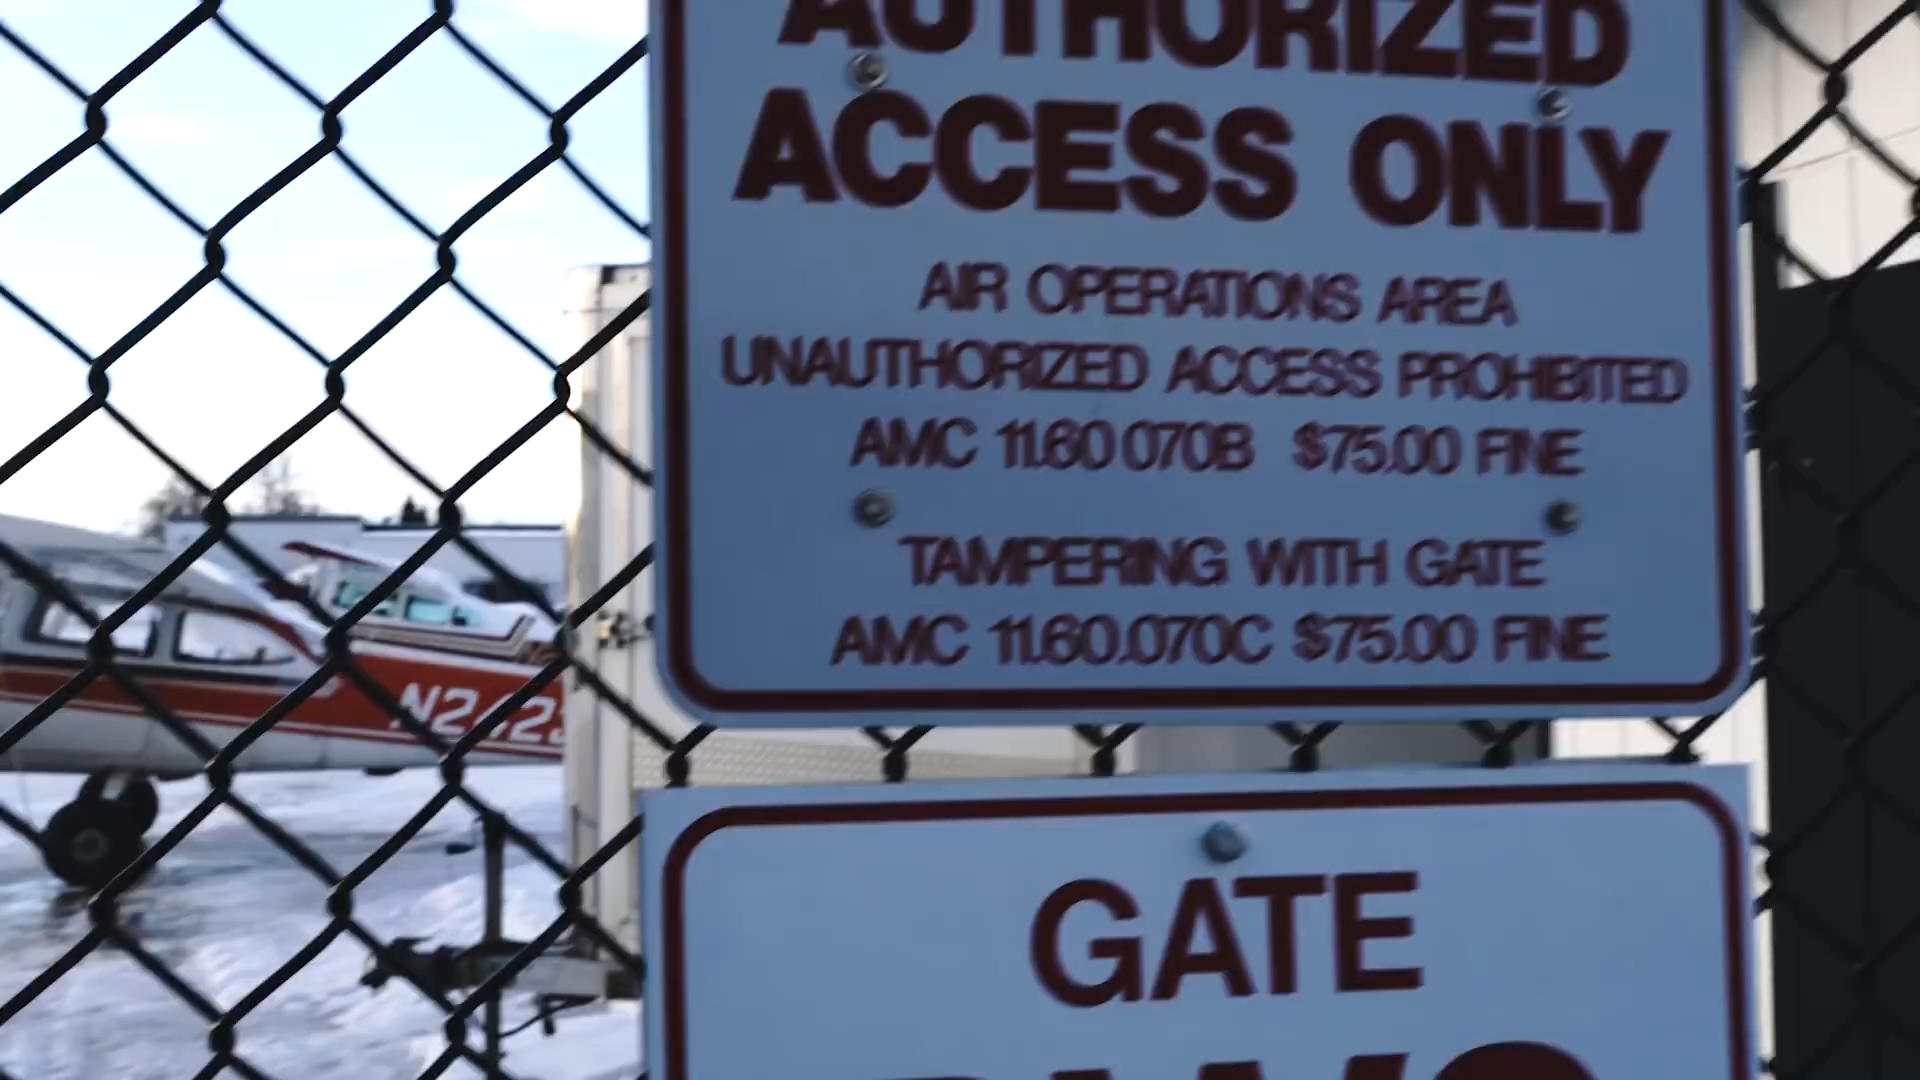 AUTHORIZED
ACCESS ONLY
AIR OPERATIONS AREA
UNAUTHORIZED ACCESS PROHIBITED
AMC 11.60 070B $75.00 FINE
TAMPERING WITH GATE
AMC 11.60.070C $75.00 FINE
GATE